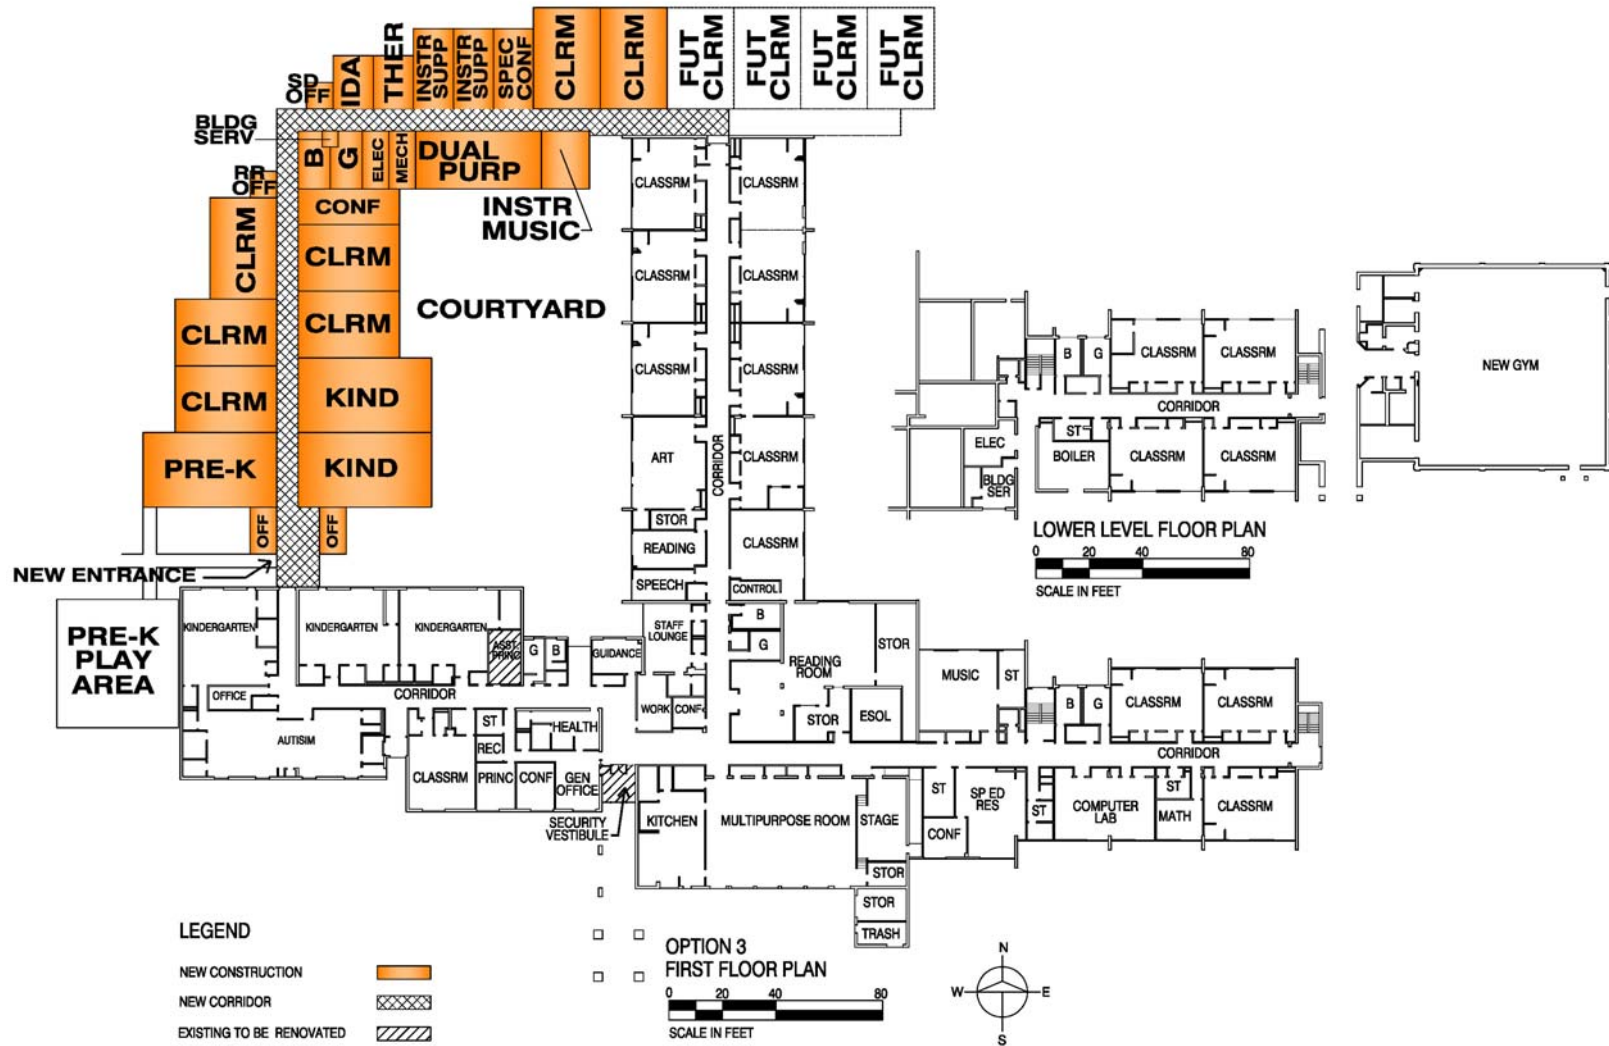 SD
OFF
IDA
THER
INSTR
SUPP
INSTR
SUPP
SPEC
CONF
CLRM
CLRM
FUT
CLRM
FUT
CLRM
FUT
CLRM
FUT
CLRM
BLDG
SERV
B
G
ELEC
MECH
DUAL
PURP
INSTR
MUSIC
RR
OFF
CONF
CLRM
CLRM
CLRM
CLRM
CLRM
KIND
PRE-K
KIND
OFF
OFF
COURTYARD
NEW ENTRANCE
PRE-K
PLAY
AREA
CLASSRM
CLASSRM
CLASSRM
CLASSRM
CLASSRM
CLASSRM
ART
CLASSRM
CORRIDOR
STOR
READING
CLASSRM
SPEECH
CONTROL
KINDERGARTEN
KINDERGARTEN
KINDERGARTEN
ASST.
PRINC
G
B
GUIDANCE
STAFF
LOUNGE
B
G
READING
ROOM
STOR
OFFICE
CORRIDOR
WORK
CONF
STOR
ESOL
MUSIC
ST
B
G
CLASSRM
CLASSRM
CORRIDOR
AUTISIM
ST
HEALTH
REC
CLASSRM
PRINC
CONF
GEN
OFFICE
SECURITY
VESTIBULE
KITCHEN
MULTIPURPOSE ROOM
STAGE
STOR
STOR
TRASH
ST
CONF
SP ED
RES
ST
COMPUTER
LAB
ST
MATH
CLASSRM
B
G
CLASSRM
CLASSRM
CORRIDOR
ELEC
BLDG
SER
ST
BOILER
CLASSRM
CLASSRM
NEW GYM
LOWER LEVEL FLOOR PLAN
0 20 40 80
SCALE IN FEET
LEGEND
NEW CONSTRUCTION
NEW CORRIDOR
EXISTING TO BE RENOVATED
OPTION 3
FIRST FLOOR PLAN
0 20 40 80
SCALE IN FEET
N
W E
S